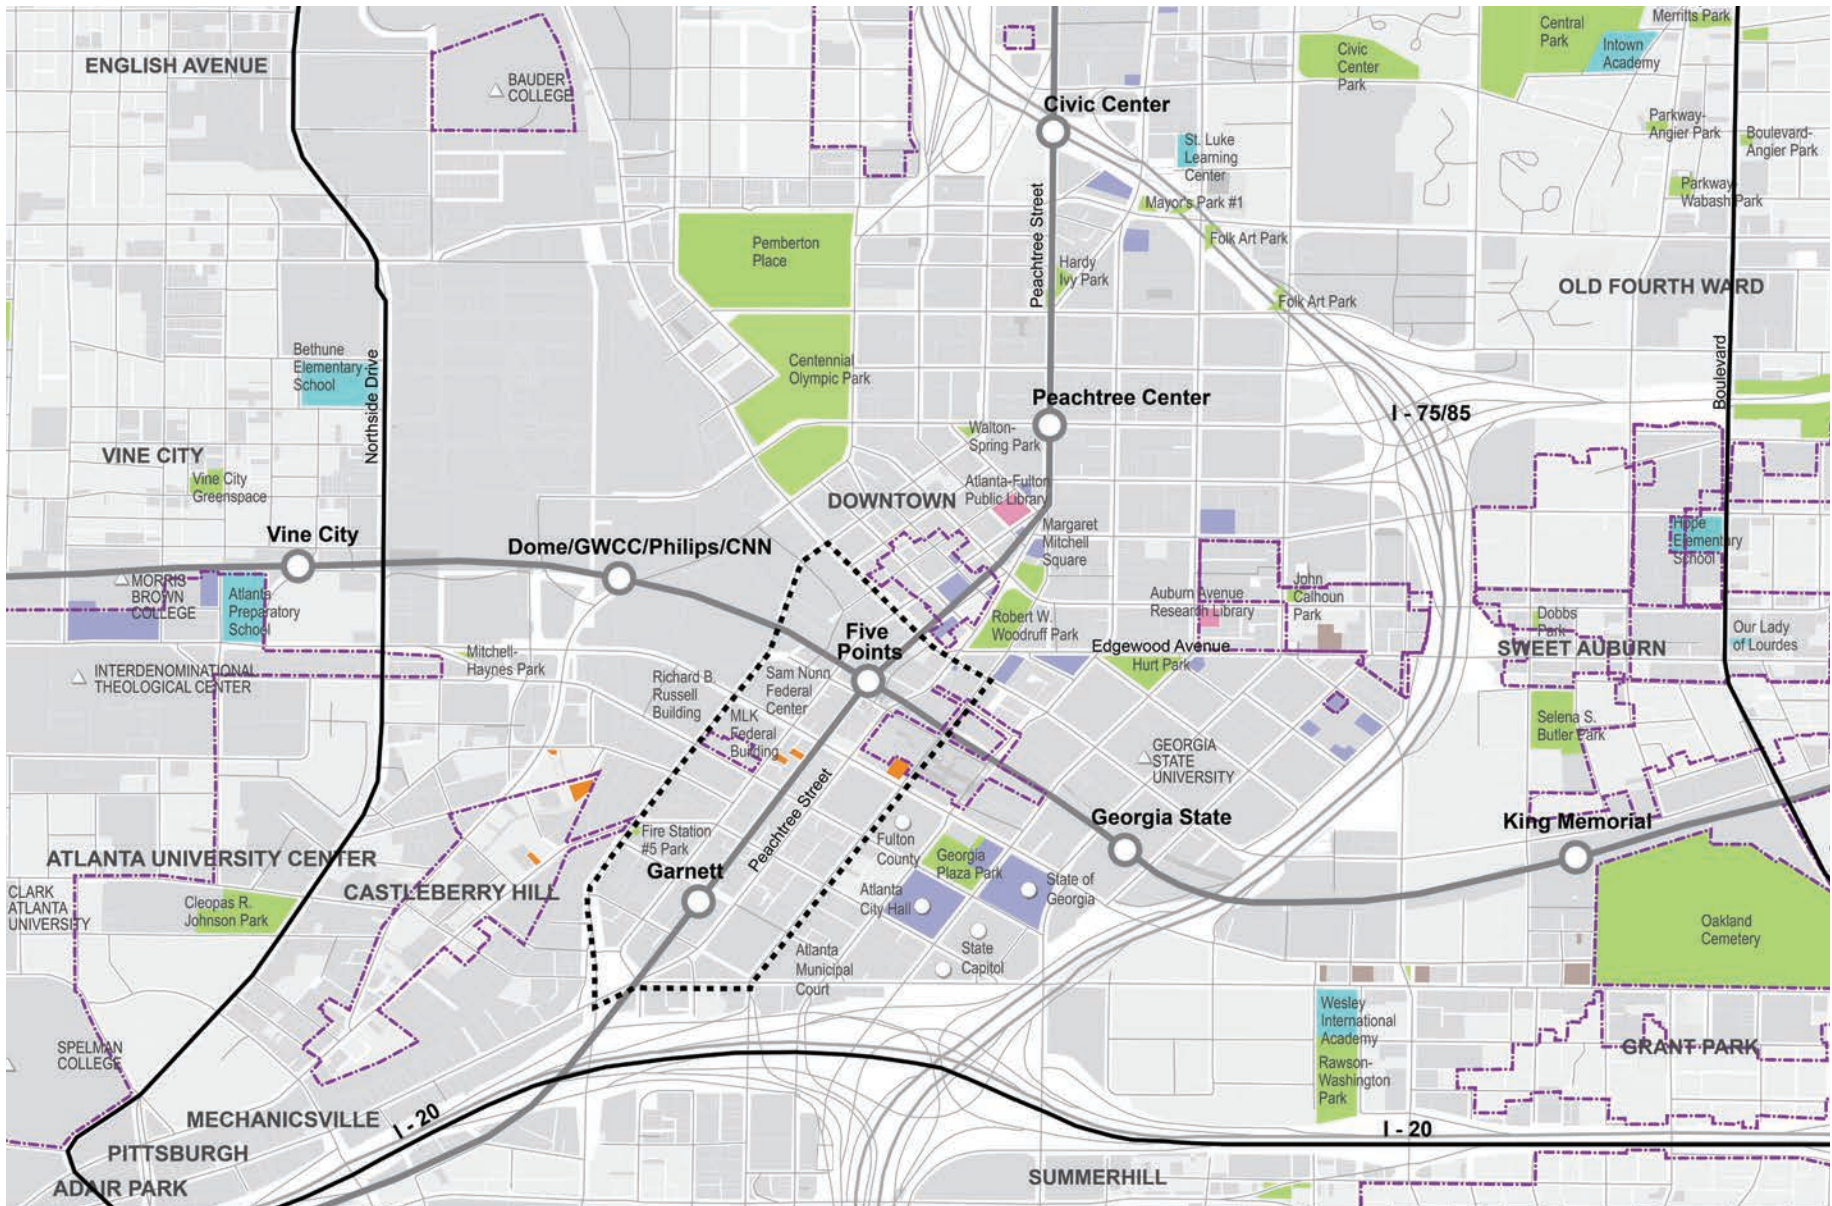 ENGLISH AVENUE
BAUDER
COLLEGE
Civic Center
Civic
Center
Park
Central
Park
Merritts Park
Intown
Academy
St. Luke
Learning
Center
Parkway-
Angier Park
Boulevard-
Angier Park
Parkway
Wabash Park
Mayor's Park #1
Folk Art Park
Peachtree Street
Pemberton
Place
Hardy
Ivy Park
Folk Art Park
OLD FOURTH WARD
Bethune
Elementary
School
Northside Drive
Centennial
Olympic Park
Boulevard
Peachtree Center
I - 75/85
Walton-
Spring Park
VINE CITY
Vine City
Greenspace
DOWNTOWN
Atlanta-Fulton
Public Library
Margaret
Mitchell
Square
Hope
Elementary
School
Vine City
Dome/GWCC/Philips/CNN
MORRIS
BROWN
COLLEGE
Atlanta
Preparatory
School
Auburn Avenue
Research Library
John
Calhoun
Park
Robert W.
Woodruff Park
Dobbs
Park
Our Lady
of Lourdes
Five
Points
Edgewood Avenue
Hurt Park
SWEET AUBURN
Mitchell-
Haynes Park
INTERDENOMINATIONAL
THEOLOGICAL CENTER
Richard B.
Russell
Building
Sam Nunn
Federal
Center
MLK
Federal
Building
Selena S.
Butler Park
GEORGIA
STATE
UNIVERSITY
Peachtree Street
Georgia State
King Memorial
Fire Station
#5 Park
Fulton
County
Georgia
Plaza Park
ATLANTA UNIVERSITY CENTER
Garnett
CLARK
ATLANTA
UNIVERSITY
Cleopas R.
Johnson Park
CASTLEBERRY HILL
Atlanta
City Hall
State of
Georgia
Oakland
Cemetery
Atlanta
Municipal
Court
State
Capitol
Wesley
International
Academy
SPELMAN
COLLEGE
GRANT PARK
Rawson-
Washington
Park
MECHANICSVILLE
I - 20
I - 20
PITTSBURGH
ADAIR PARK
SUMMERHILL